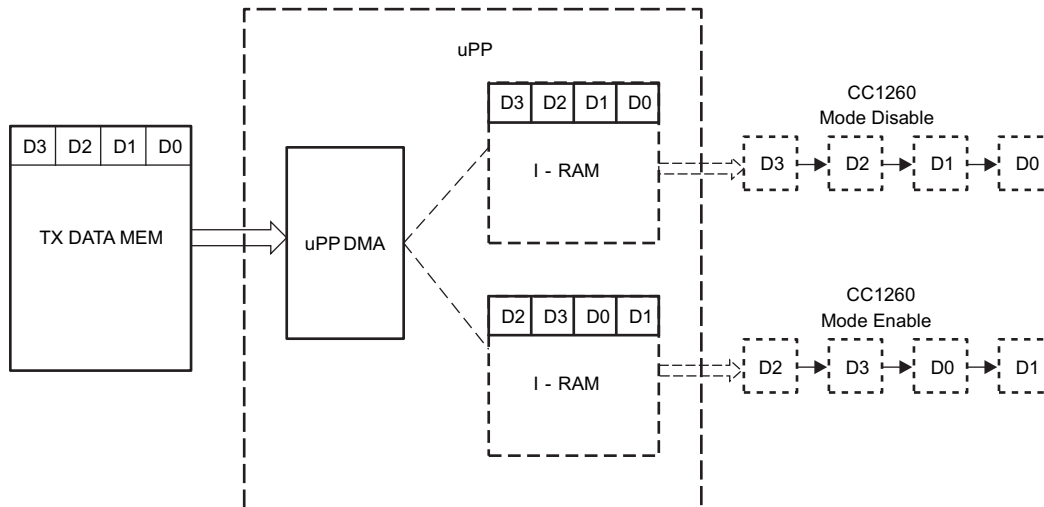 uPP
D3 D2 D1 D0
CC1260
Mode Disable
D3 D2 D1 D0
TX DATA MEM
uPP DMA
I - RAM
D3 D2 D1 D0
D2 D3 D0 D1
I - RAM
CC1260
Mode Enable
D2 D3 D0 D1